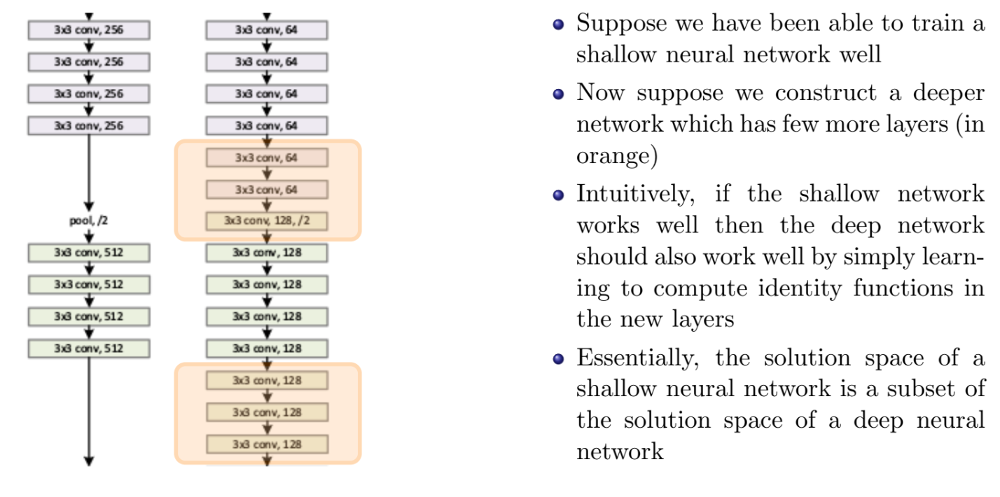 3x3 conv, 256
3x3 conv, 256
3x3 conv, 256
3x3 conv, 256
pool, /2
3x3 conv, 512
3x3 conv, 512
3x3 conv, 512
3x3 conv, 512
3x3 conv, 64
3x3 conv, 64
3x3 conv, 64
3x3 conv, 64
3x3 conv, 64
3x3 conv, 64
3x3 conv, 128, /2
3x3 conv, 128
3x3 conv, 128
3x3 conv, 128
3x3 conv, 128
3x3 conv, 128
3x3 conv, 128
3x3 conv, 128
Suppose we have been able to train a
shallow neural network well
Now suppose we construct a deeper
network which has few more layers (in
orange)
Intuitively, if the shallow network
works well then the deep network
should also work well by simply learn-
ing to compute identity functions in
the new layers
Essentially, the solution space of a
shallow neural network is a subset of
the solution space of a deep neural
network